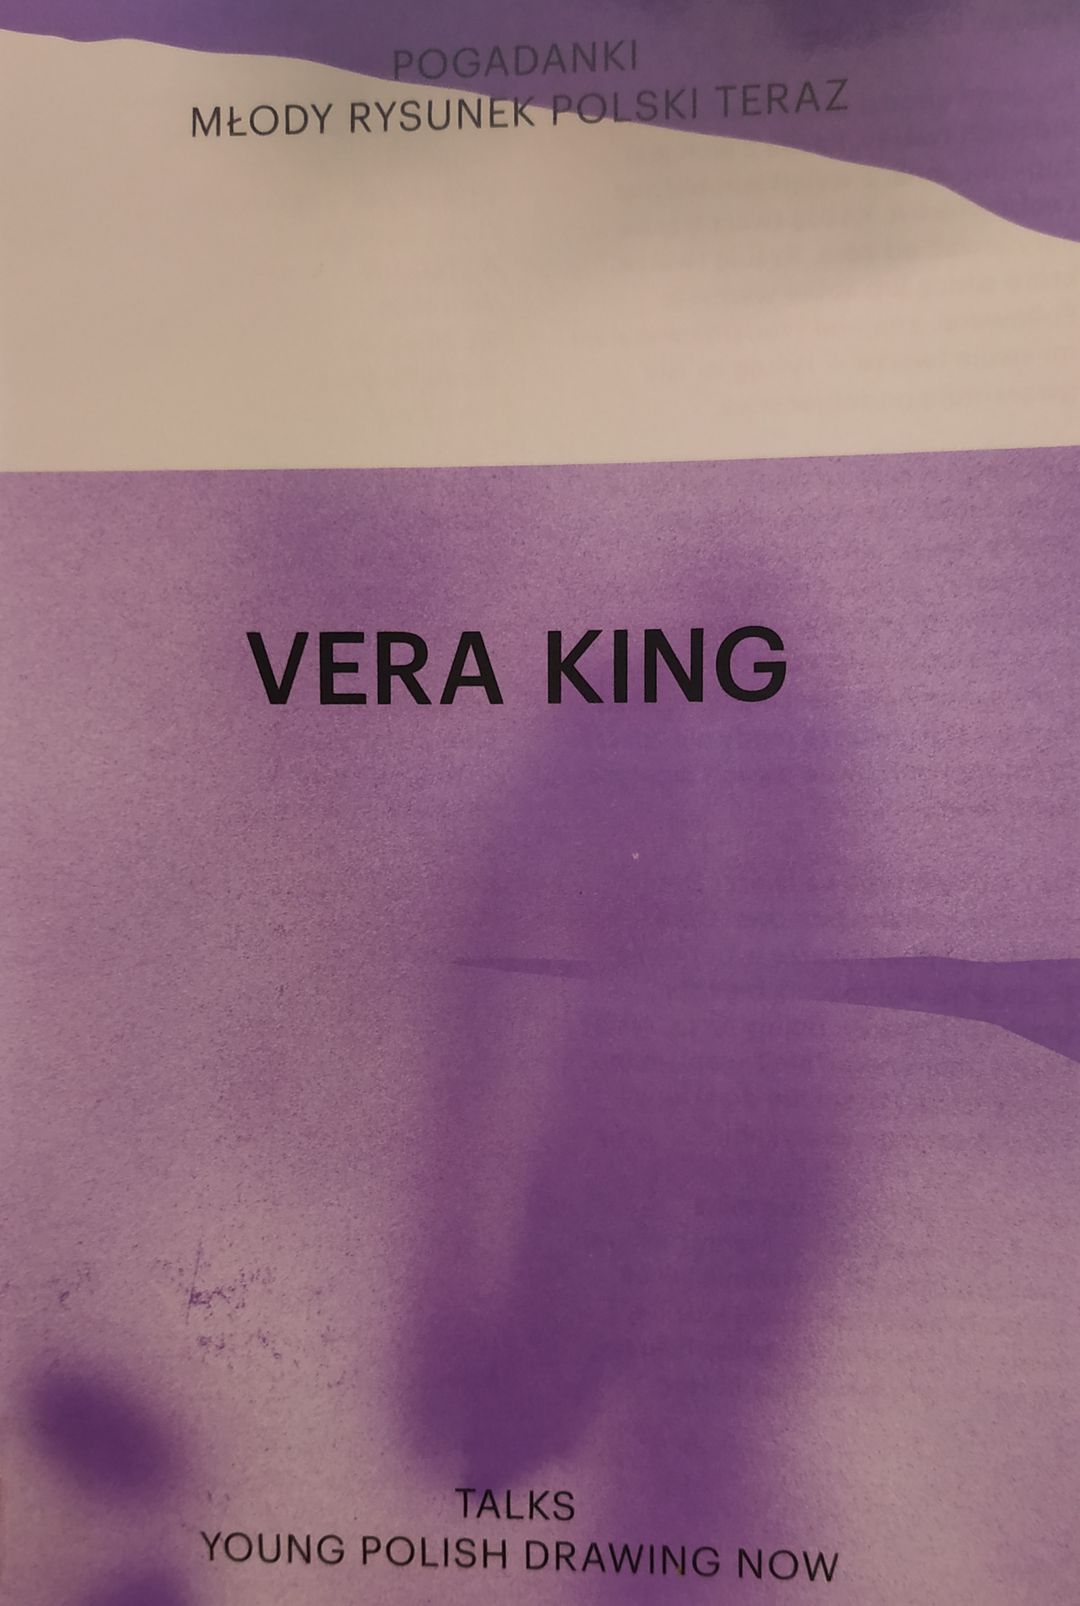 POGADANKI
MŁODY RYSUNEK POLSKI TERAZ
VERA KING
TALKS
YOUNG POLISH DRAWING NOW